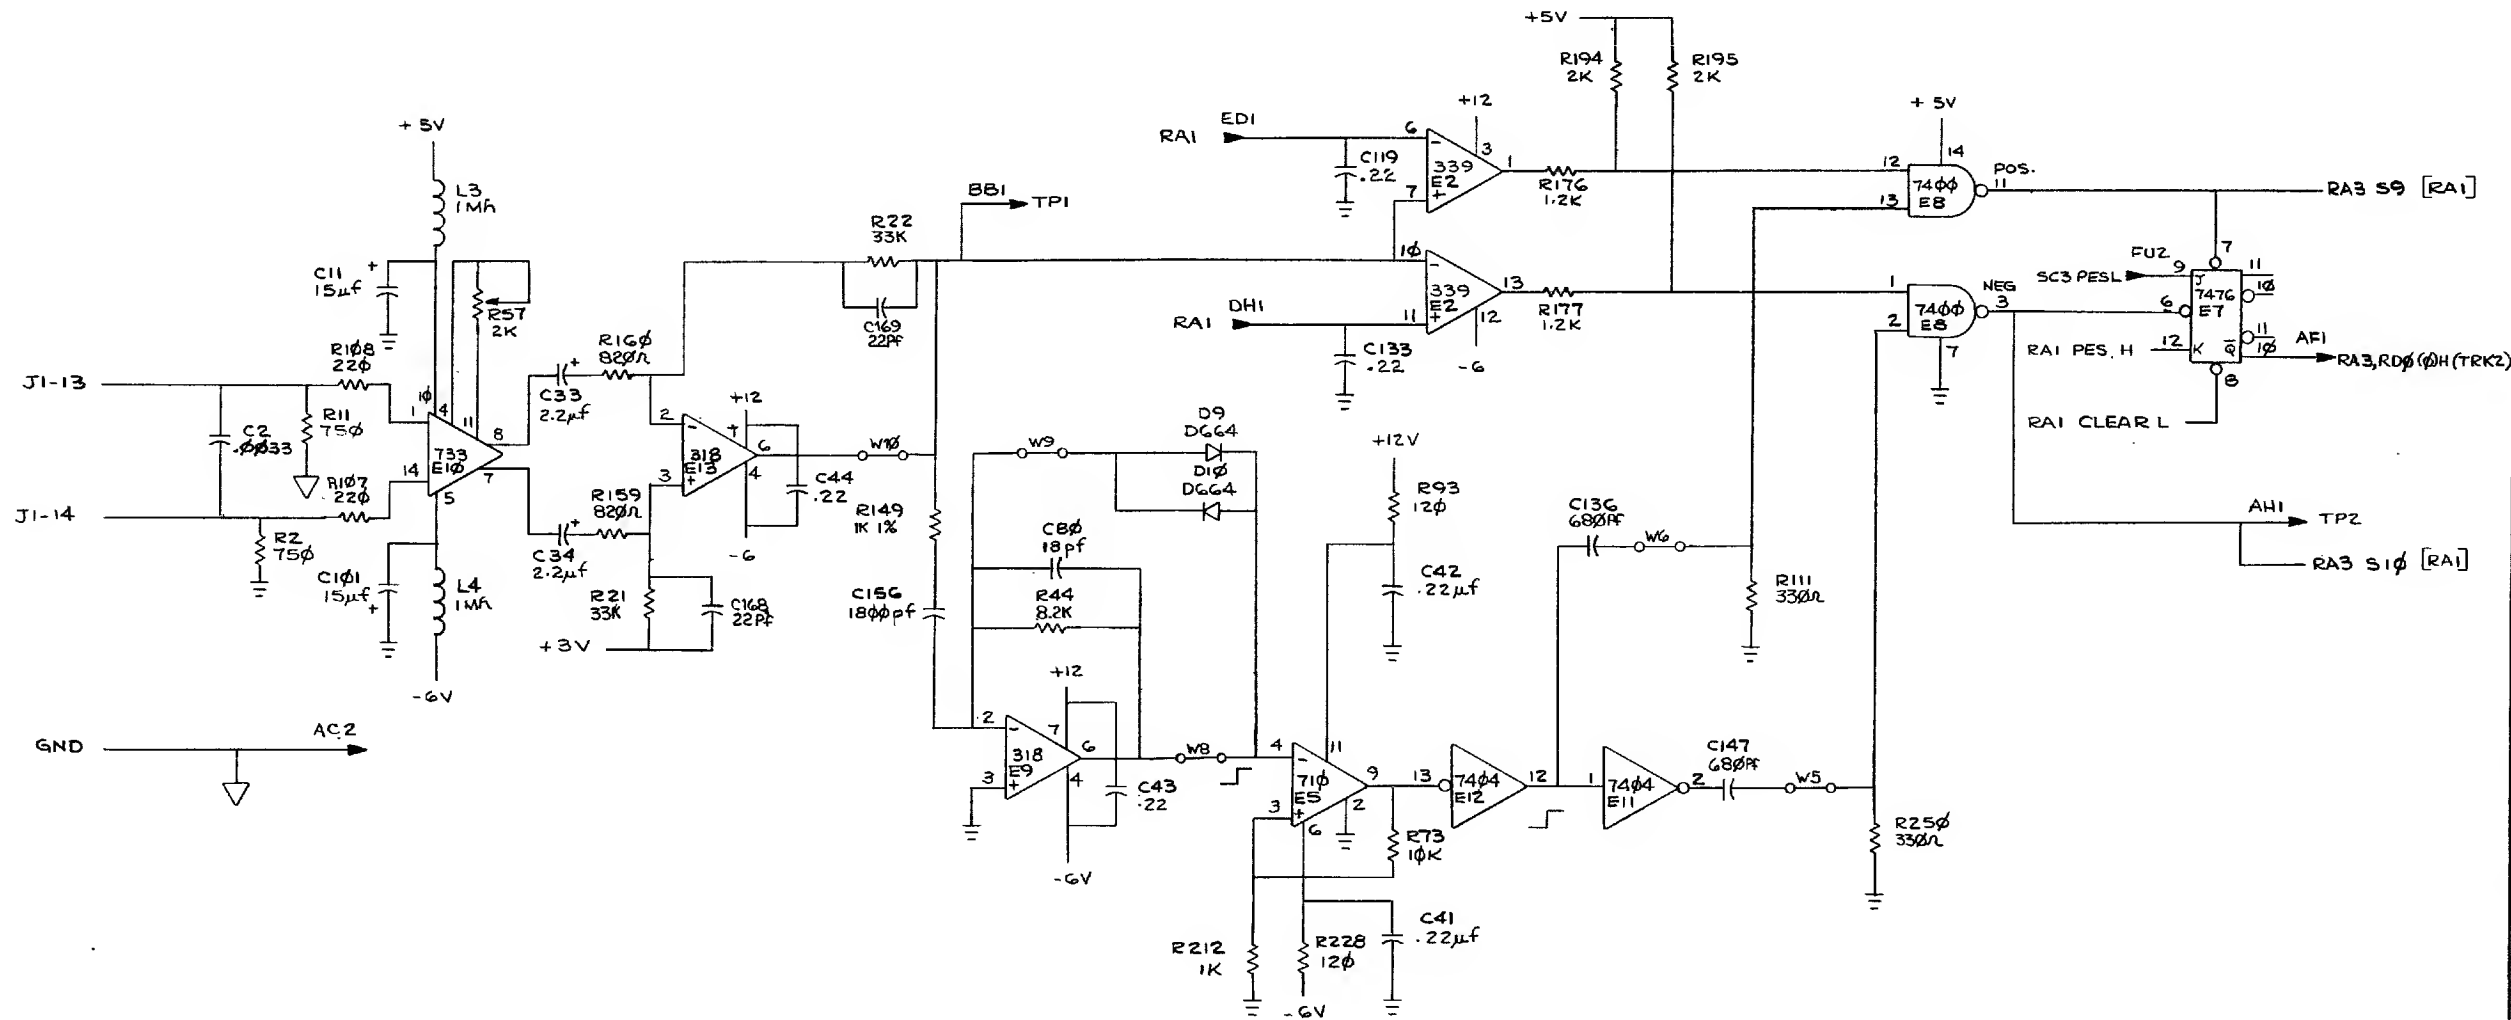 +5V
R194
2K
R195
2K
+12
+5V
+5V
EDI
RA1
6
-
3
339
E2
+
7
1
C119
.22
R176
1.2K
12
14
7400
E8
13
POS.
11
RA3 S9 [RA1]
L3
1Mh
BB1
TP1
R22
33K
C169
22Pf
10
-
339
E2
+
11
13
12
-6
DH1
RA1
C133
.22
R177
1.2K
1
7400
E8
2
7
NEG
3
FU2
SC3 PESL
9
J
7
7476
E7
6
11
10
11
10
Q̅
12
K
8
RA1 PES. H
RA1 CLEAR L
AF1
RA3,RD0(0)H(TRK2)
C11
+
15µf
R57
2K
R108
220
R160
820Ω
C33
+
2.2µf
J1-13
R11
750
C2
.0033
10
1
4
11
8
733
E10
14
7
5
R107
220
J1-14
R2
750
C101
15µf
+
L4
1Mh
-6V
C34
+
2.2µf
R159
820Ω
R21
33K
C168
22Pf
+3V
2
-
+12
7
318
E13
6
3
+
4
-6
C44
.22
W10
R149
1K 1%
C156
1800pf
W9
D9
D664
D10
D664
C80
18pf
R44
8.2K
+12V
R93
120
C42
.22µf
C136
680Pf
W6
R111
330Ω
AH1
TP2
RA3 S10 [RA1]
GND
AC2
+12
2
-
7
318
E9
6
3
+
4
C43
.22
-6V
W8
4
-
11
710
E5
9
3
+
6
2
13
7404
E12
12
1
7404
E11
2
C147
680Pf
W5
R250
330Ω
R73
10K
R212
1K
R228
120
C41
.22µf
-6V